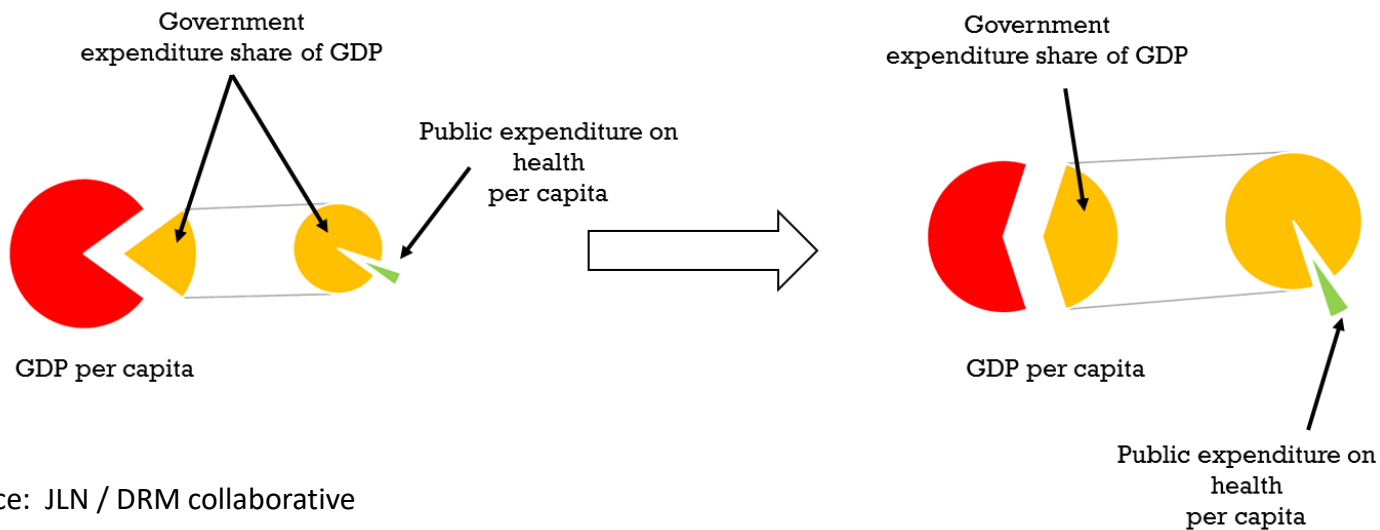 Government
expenditure share of GDP
Public expenditure on
health
per capita
GDP per capita
Government
expenditure share of GDP
GDP per capita
Public expenditure on
health
per capita
ce: JLN / DRM collaborative